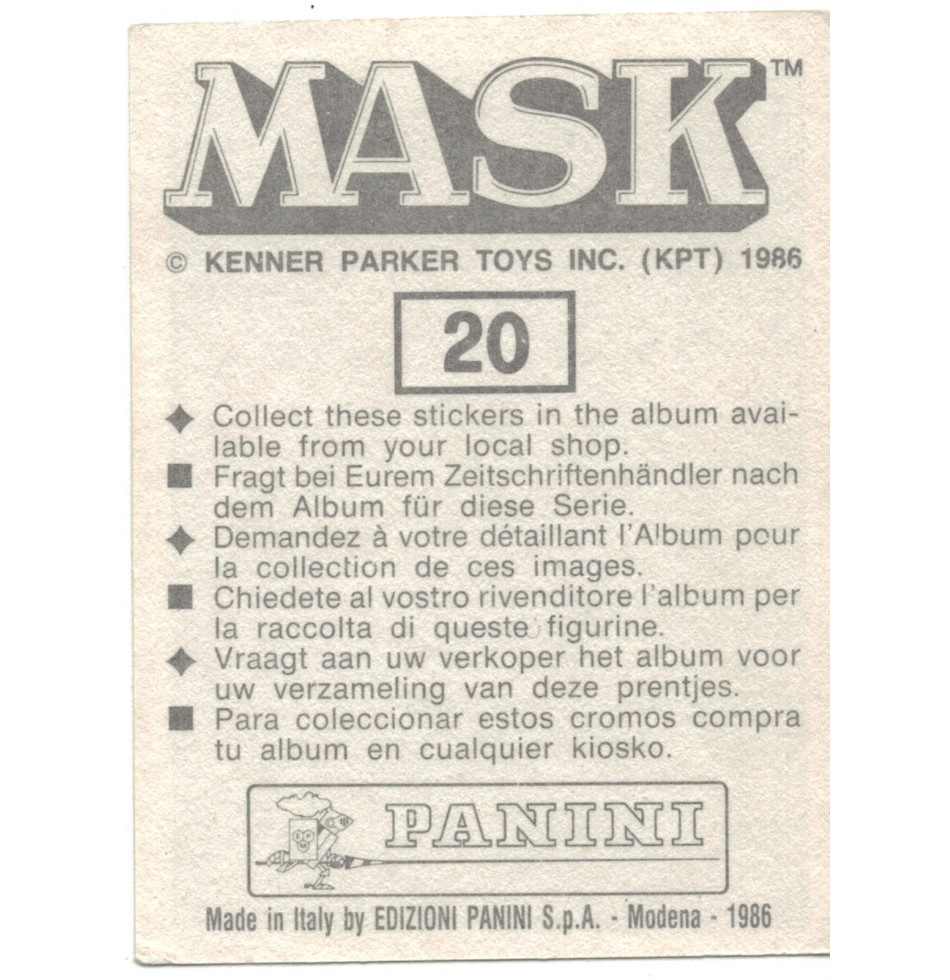 MASK™
© KENNER PARKER TOYS INC. (KPT) 1986
20
✦ Collect these stickers in the album avai-
lable from your local shop.
■ Fragt bei Eurem Zeitschriftenhändler nach
dem Album für diese Serie.
✦ Demandez à votre détaillant l'Album pour
la collection de ces images.
■ Chiedete al vostro rivenditore l'album per
la raccolta di queste figurine.
✦ Vraagt aan uw verkoper het album voor
uw verzameling van deze prentjes.
■ Para coleccionar estos cromos compra
tu album en cualquier kiosko.
PANINI
Made in Italy by EDIZIONI PANINI S.p.A. - Modena - 1986